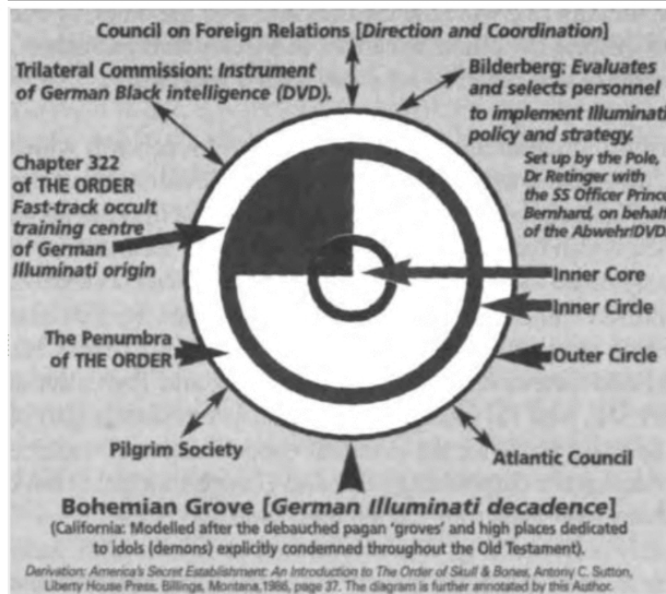 Council on Foreign Relations [Direction and Coordination]
Trilateral Commission: Instrument
of German Black intelligence (DVD).
Bilderberg: Evaluates
and selects personnel
to implement Illuminati
policy and strategy.
Set up by the Pole,
Dr Retinger with
the SS Officer Prince
Bernhard, on behalf
of the Abwehr/DVD
Chapter 322
of THE ORDER
Fast-track occult
training centre
of German
Illuminati origin
Inner Core
Inner Circle
The Penumbra
of THE ORDER
Outer Circle
Pilgrim Society
Atlantic Council
Bohemian Grove [German Illuminati decadence]
(California: Modelled after the debauched pagan 'groves' and high places dedicated
to idols (demons) explicitly condemned throughout the Old Testament).
Derivation: America's Secret Establishment: An Introduction to The Order of Skull & Bones, Antony C. Sutton,
Liberty House Press, Billings, Montana, 1986, page 37. The diagram is further annotated by this Author.